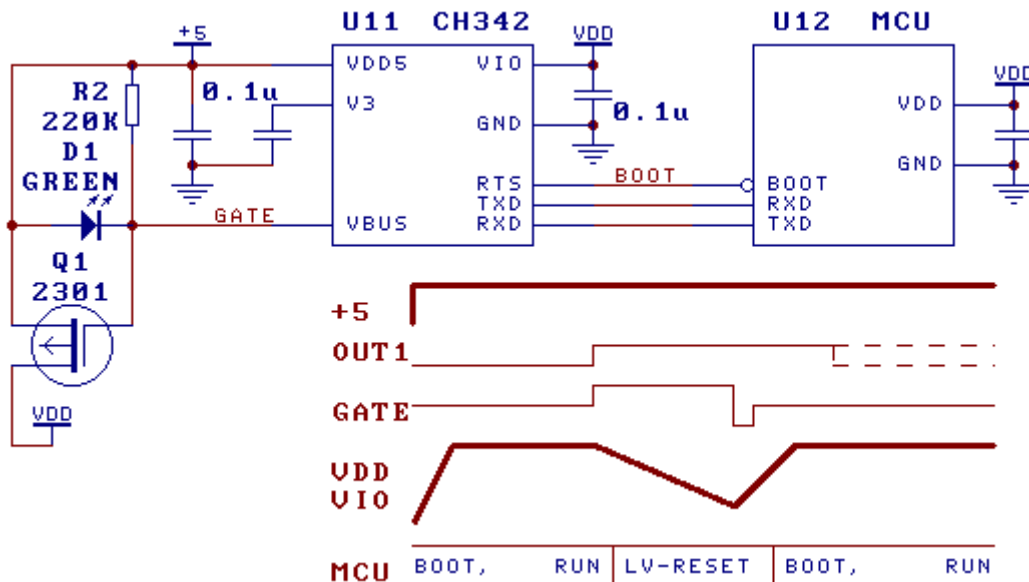 U11 CH342
U12 MCU
+5
VDD
VDD
VDD5
VIO
VDD
R2
220K
0.1u
V3
GND
0.1u
GND
D1
GREEN
RTS
BOOT
BOOT
TXD
RXD
GATE
VBUS
RXD
TXD
Q1
2301
VDD
+5
OUT1
GATE
VDD
VIO
MCU BOOT, RUN LV-RESET BOOT, RUN